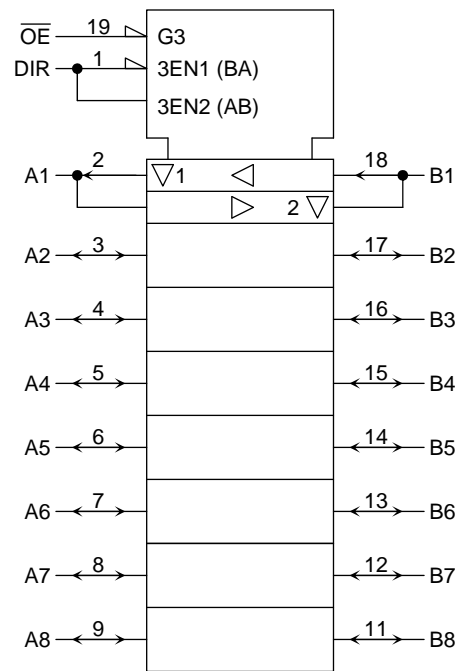 O̅E̅ 19 G3
DIR 1 3EN1 (BA)
3EN2 (AB)
A1 2 1 18 B1
2
A2 3 17 B2
A3 4 16 B3
A4 5 15 B4
A5 6 14 B5
A6 7 13 B6
A7 8 12 B7
A8 9 11 B8